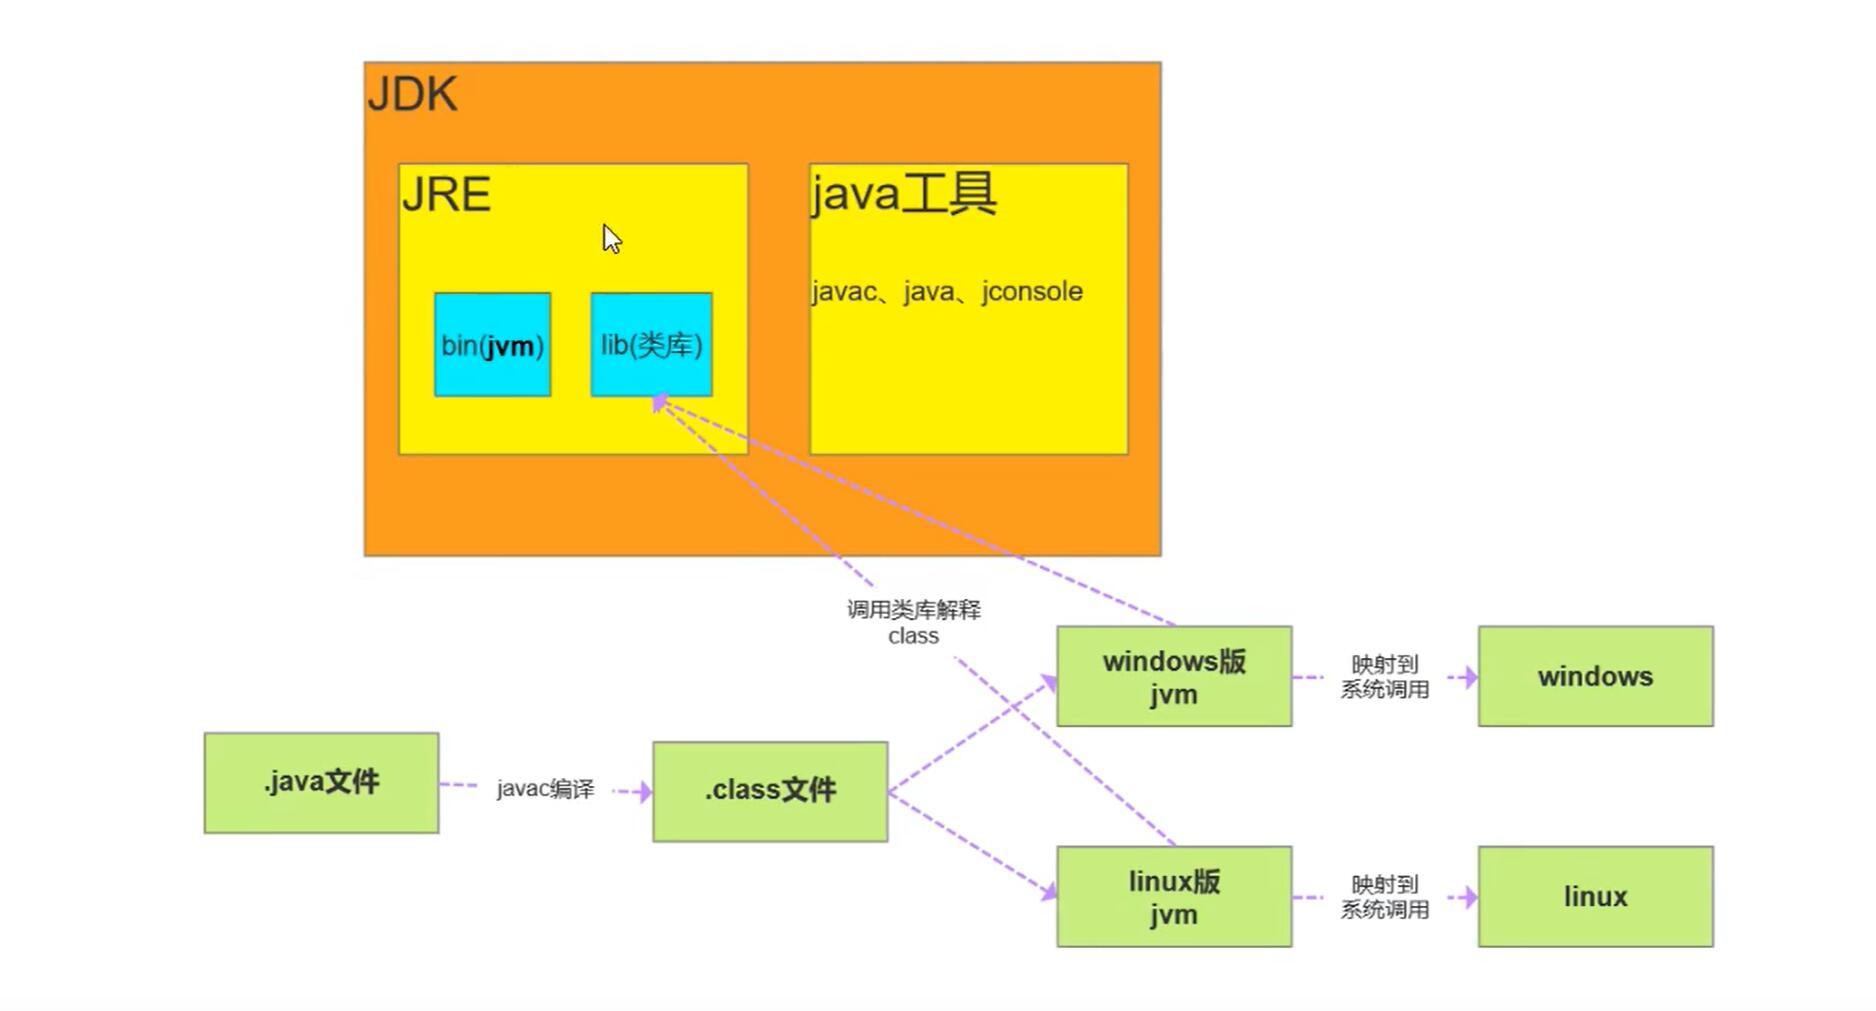 JDK
JRE
java工具
javac、java、jconsole
bin(jvm)
lib(类库)
调用类库解释
class
windows版
jvm
映射到
系统调用
windows
.java文件
javac编译
.class文件
linux版
jvm
映射到
系统调用
linux